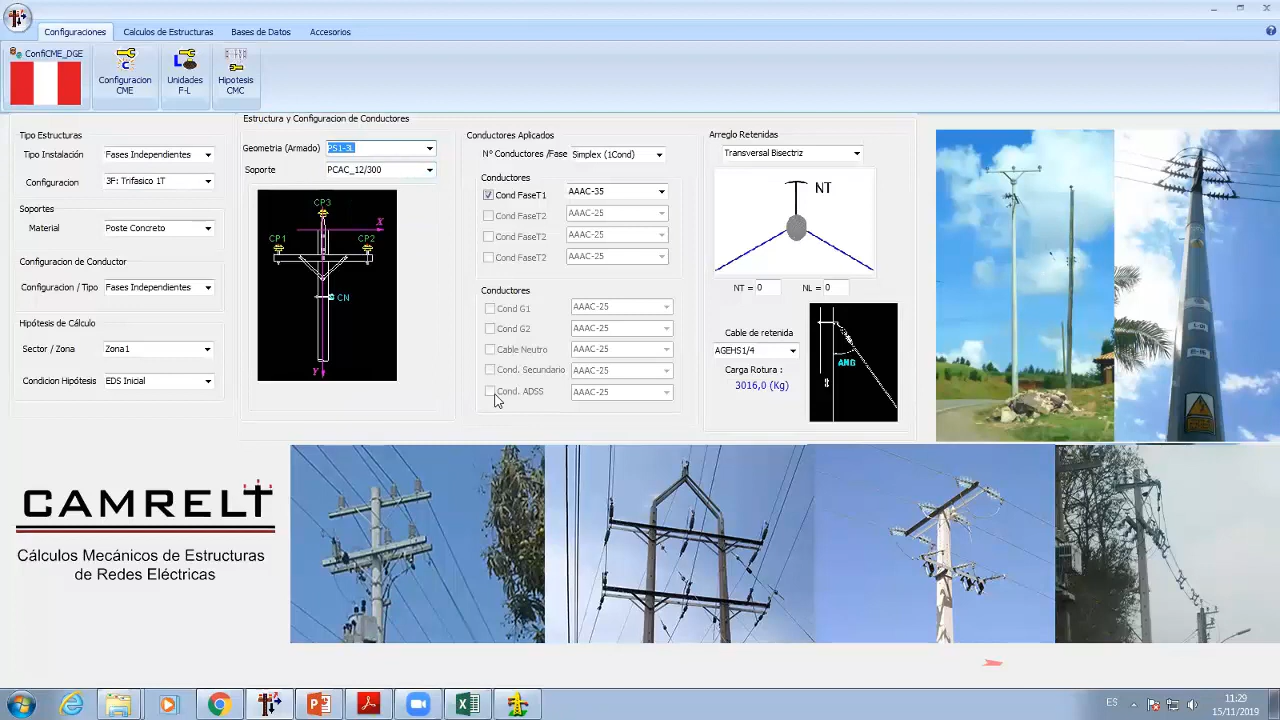 Configuraciones
Calculos de Estructuras
Bases de Datos
Accesorios
ConfiCME_DGE
Configuracion
CME
Unidades
F-L
Hipotesis
CMC
Tipo Estructuras
Tipo Instalación
Fases Independientes
Configuracion
3F: Trifasico 1T
Soportes
Material
Poste Concreto
Configuracion de Conductor
Configuracion / Tipo
Fases Independientes
Hipótesis de Cálculo
Sector / Zona
Zona1
Condicion Hipótesis
EDS Inicial
Estructura y Configuracion de Conductores
Geometria (Armado)
PS1-3L
Soporte
PCAC_12/300
CP3
X
CP1
CP2
CN
Y
Conductores Aplicados
Nº Conductores /Fase
Simplex (1Cond)
Conductores
Cond FaseT1
AAAC-35
Cond FaseT2
AAAC-25
Cond FaseT2
AAAC-25
Cond FaseT2
AAAC-25
Conductores
Cond G1
AAAC-25
Cond G2
AAAC-25
Cable Neutro
AAAC-25
Cond. Secundario
AAAC-25
Cond. ADSS
AAAC-25
Arreglo Retenidas
Transversal Bisectriz
NT
NT =
0
NL =
0
Cable de retenida
AGEHS1/4
Carga Rotura :
3016,0 (Kg)
ANG
CAMRELT
Cálculos Mecánicos de Estructuras
de Redes Eléctricas
ES
11:29
15/11/2019